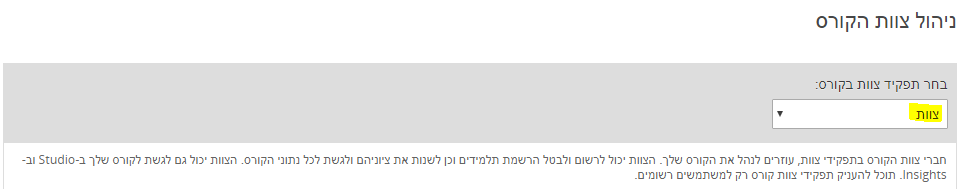 ניהול צוות הקורס
בחר תפקיד צוות בקורס:
צוות
חברי צוות הקורס בתפקידי צוות, עוזרים לנהל את הקורס שלך. הצוות יכול לרשום ולבטל הרשמת תלמידים וכן לשנות את ציוניהם ולגשת לכל נתוני הקורס. הצוות יכול גם לגשת לקורס שלך ב-Studio וב-
Insights. תוכל להעניק תפקידי צוות קורס רק למשתמשים רשומים.